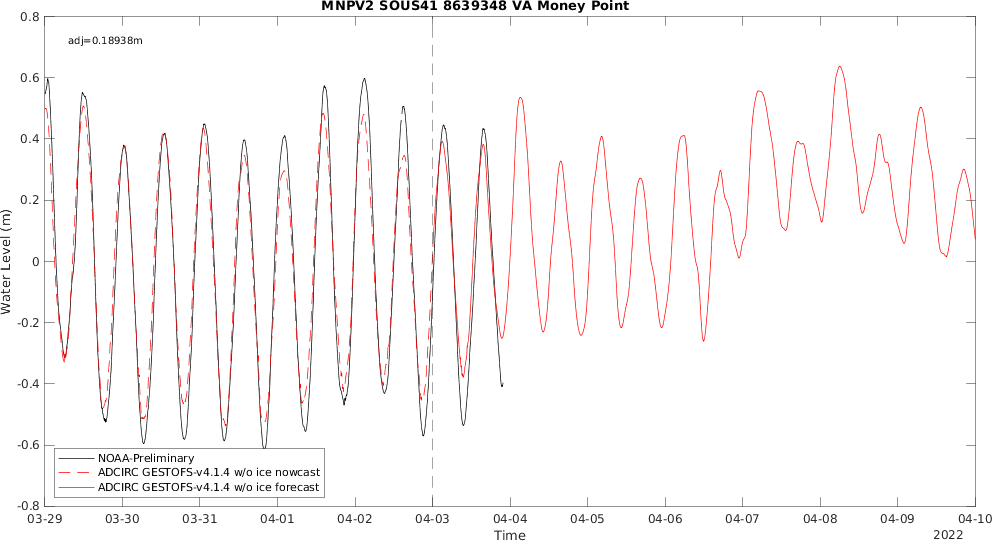 MNPV2 SOUS41 8639348 VA Money Point
adj=0.18938m
0.8
0.6
0.4
0.2
0
-0.2
-0.4
-0.6
-0.8
Water Level (m)
NOAA-Preliminary
ADCIRC GESTOFS-v4.1.4 w/o ice nowcast
ADCIRC GESTOFS-v4.1.4 w/o ice forecast
03-29 03-30 03-31 04-01 04-02 04-03 04-04 04-05 04-06 04-07 04-08 04-09 04-10
Time
2022